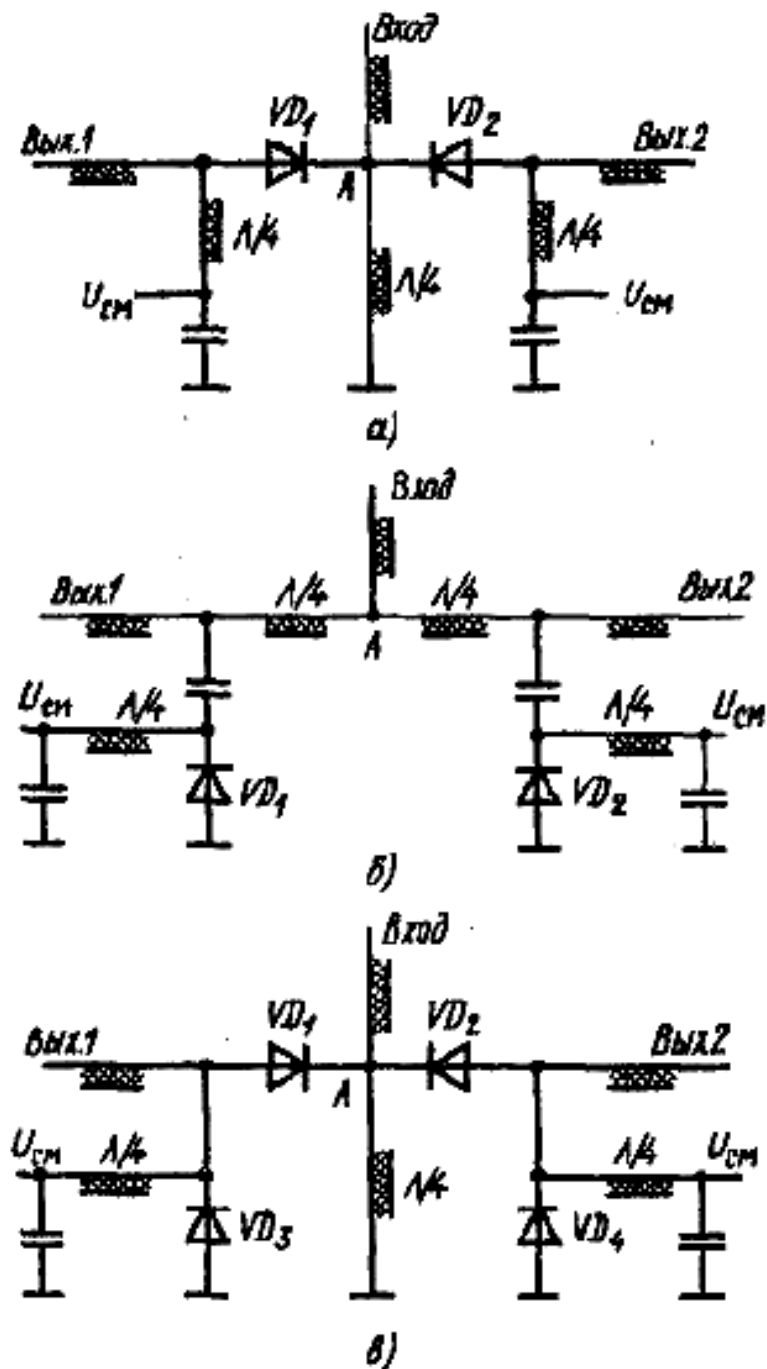 Вход
VD₁ VD₂
Вых.1 Вых.2
А
Λ/4 Λ/4 Λ/4
Uсм Uсм
а)
Вход
Вых.1 Λ/4 Λ/4 Вых.2
А
Uсм Λ/4 Λ/4 Uсм
VD₁ VD₂
б)
Вход
VD₁ VD₂
Вых.1 Вых.2
А
Uсм Λ/4 Λ/4 Λ/4 Uсм
VD₃ VD₄
в)